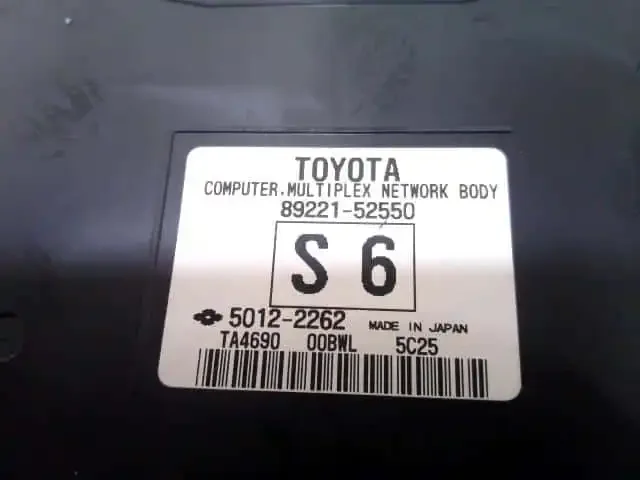 TOYOTA
COMPUTER.MULTIPLEX NETWORK BODY
89221-52550
S 6
5012-2262 MADE IN JAPAN
TA4690 00BWL 5C25